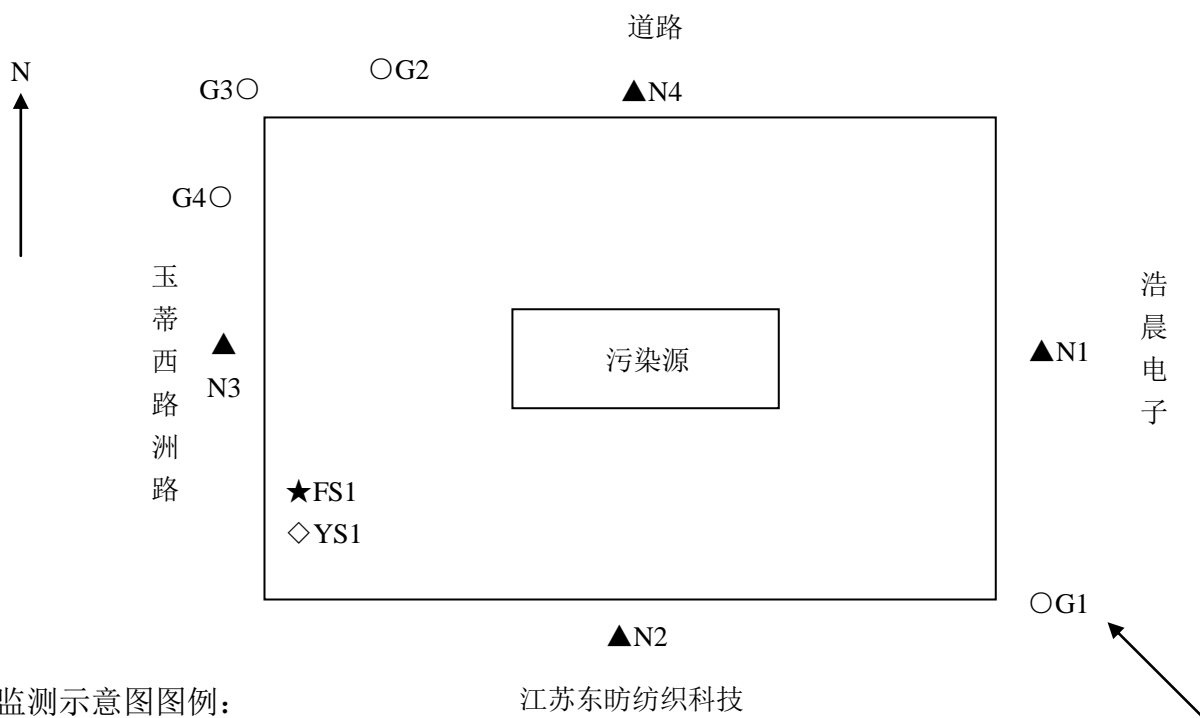 道路
N
○G2
G3○
▲N4
G4○
玉蒂西路洲路
浩晨电子
污染源
▲N1
▲
N3
★FS1
◇YS1
○G1
▲N2
监测示意图图例：
江苏东昉纺织科技